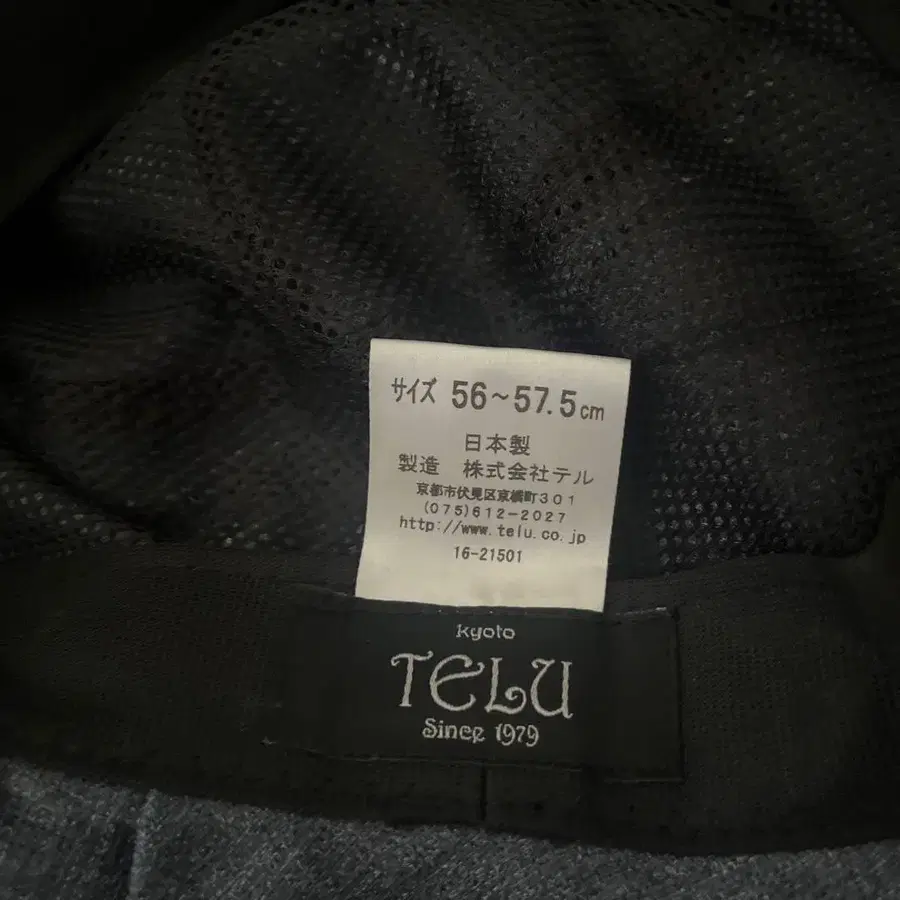 サイズ 56～57.5cm
日本製
製造 株式会社テル
京都市伏見区京橋町301
(075)612-2027
http://www.telu.co.jp
16-21501
kyoto
TELU
Since 1979